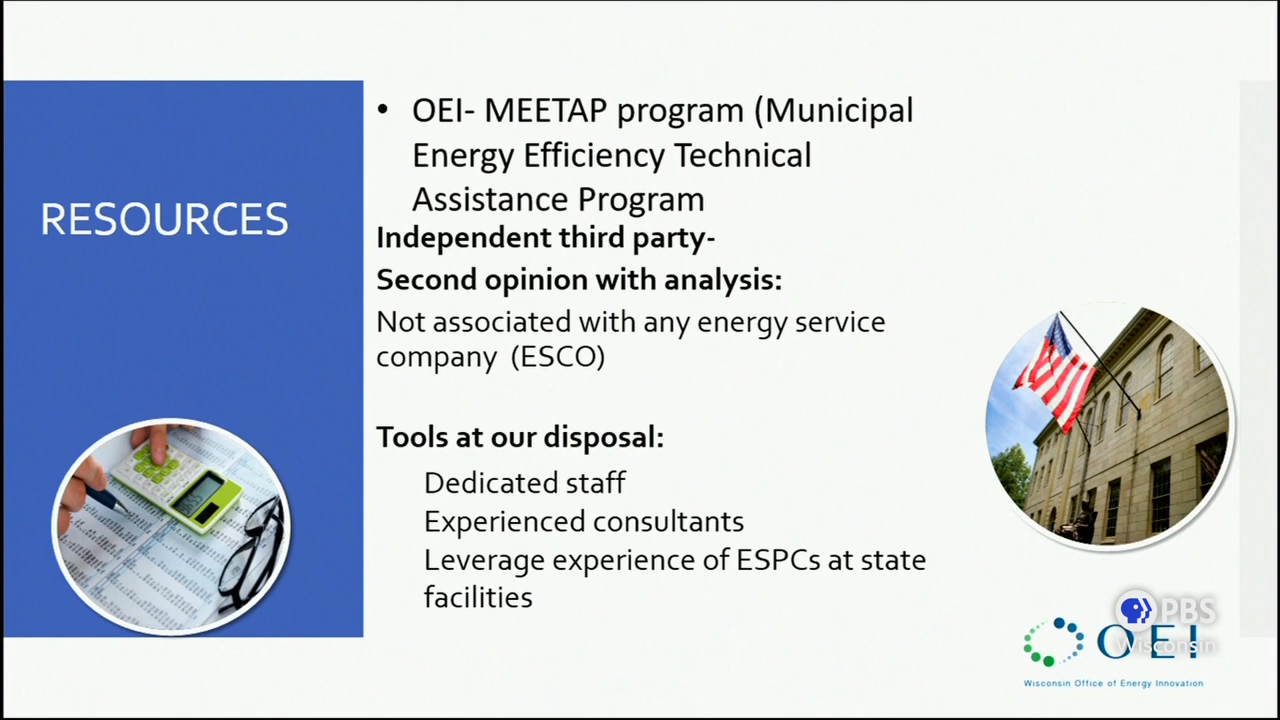 RESOURCES
• OEI- MEETAP program (Municipal
Energy Efficiency Technical
Assistance Program
Independent third party-
Second opinion with analysis:
Not associated with any energy service
company (ESCO)
Tools at our disposal:
Dedicated staff
Experienced consultants
Leverage experience of ESPCs at state
facilities
PBS
Wisconsin
OEI
Wisconsin Office of Energy Innovation